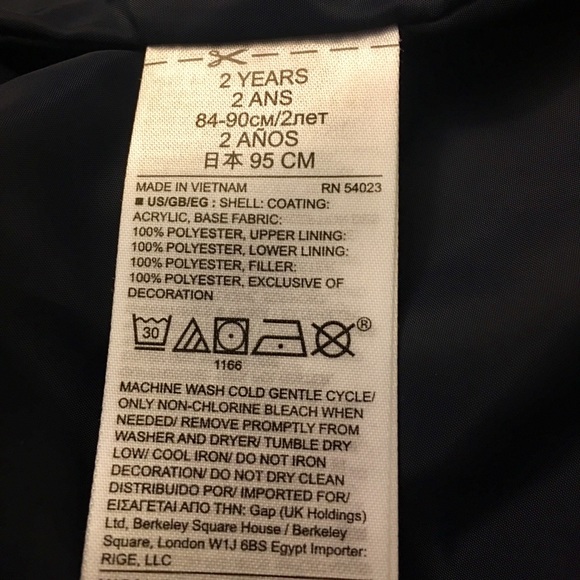 2 YEARS
2 ANS
84-90см/2лет
2 AÑOS
日本 95 CM
MADE IN VIETNAM RN 54023
■ US/GB/EG : SHELL: COATING:
ACRYLIC, BASE FABRIC:
100% POLYESTER, UPPER LINING:
100% POLYESTER, LOWER LINING:
100% POLYESTER, FILLER:
100% POLYESTER, EXCLUSIVE OF
DECORATION
30 ®
1166
MACHINE WASH COLD GENTLE CYCLE/
ONLY NON-CHLORINE BLEACH WHEN
NEEDED/ REMOVE PROMPTLY FROM
WASHER AND DRYER/ TUMBLE DRY
LOW/ COOL IRON/ DO NOT IRON
DECORATION/ DO NOT DRY CLEAN
DISTRIBUIDO POR/ IMPORTED FOR/
ΕΙΣΑΓΕΤΑΙ ΑΠΟ ΤΗΝ: Gap (UK Holdings)
Ltd, Berkeley Square House / Berkeley
Square, London W1J 6BS Egypt Importer:
RIGE, LLC